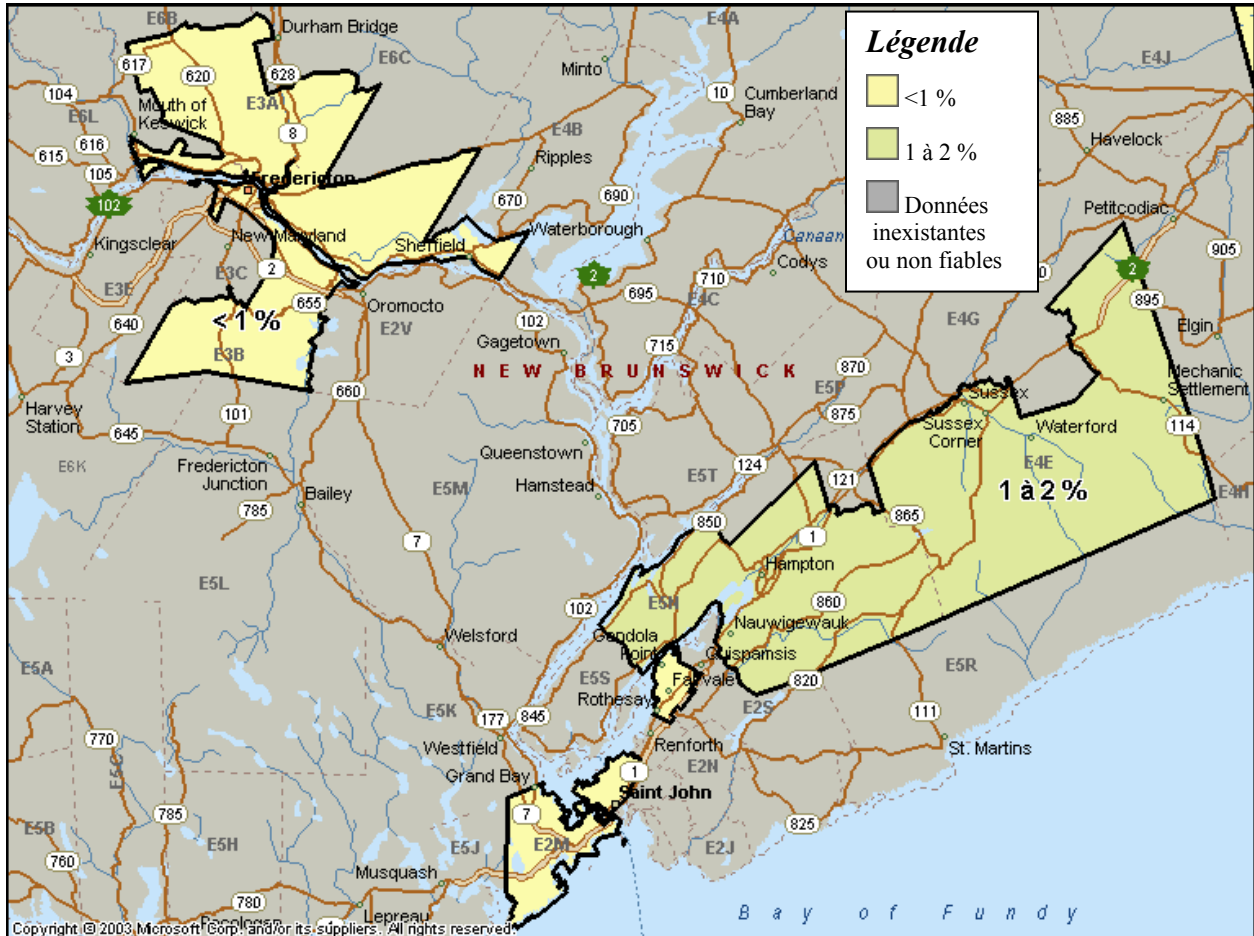 Légende
<1 %
1 à 2 %
Données
inexistantes
ou non fiables
E6B
Durham Bridge
E4A
E4J
617
620
628
E6C
Minto
10
Cumberland
Bay
104
Mouth of
Keswick
E3A
8
885
Havelock
E6L
616
615
105
E4B
Ripples
Fredericton
690
670
102
Petitcodiac
Kingsclear
New Maryland
Sheffield
Waterborough
Canaan
905
E3C
2
2
710
Codys
2
E3E
655
Oromocto
695
E4C
895
640
<1 %
E2V
102
E4G
Elgin
3
E3B
Gagetown
715
870
NEW BRUNSWICK
E5P
Mechanic
Settlement
Harvey
Station
101
660
705
875
Sussex
Sussex
Corner
Waterford
114
645
Queenstown
E4E
E6K
Fredericton
Junction
E5M
Hamstead
E5T
124
121
1 à 2 %
E4H
785
Bailey
850
865
7
1
E5L
Hampton
102
E5N
860
Gondola
Point
Nauwigewauk
Welsford
Quispamsis
E5A
E5S
Fairvale
820
E5R
Rothesay
E2S
E5K
177
845
111
770
Westfield
Renforth
St. Martins
E5C
Grand Bay
1
E2N
Saint John
785
7
825
E5B
E5H
E5J
E2M
E2J
760
Musquash
780
Lepreau
Pocologan
1
Bay of Fundy
Copyright © 2003 Microsoft Corp. and/or its suppliers. All rights reserved.